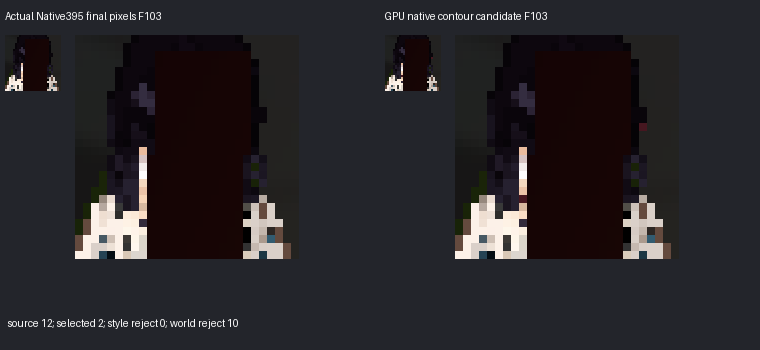 Actual Native395 final pixels F103
GPU native contour candidate F103
source 12; selected 2; style reject 0; world reject 10